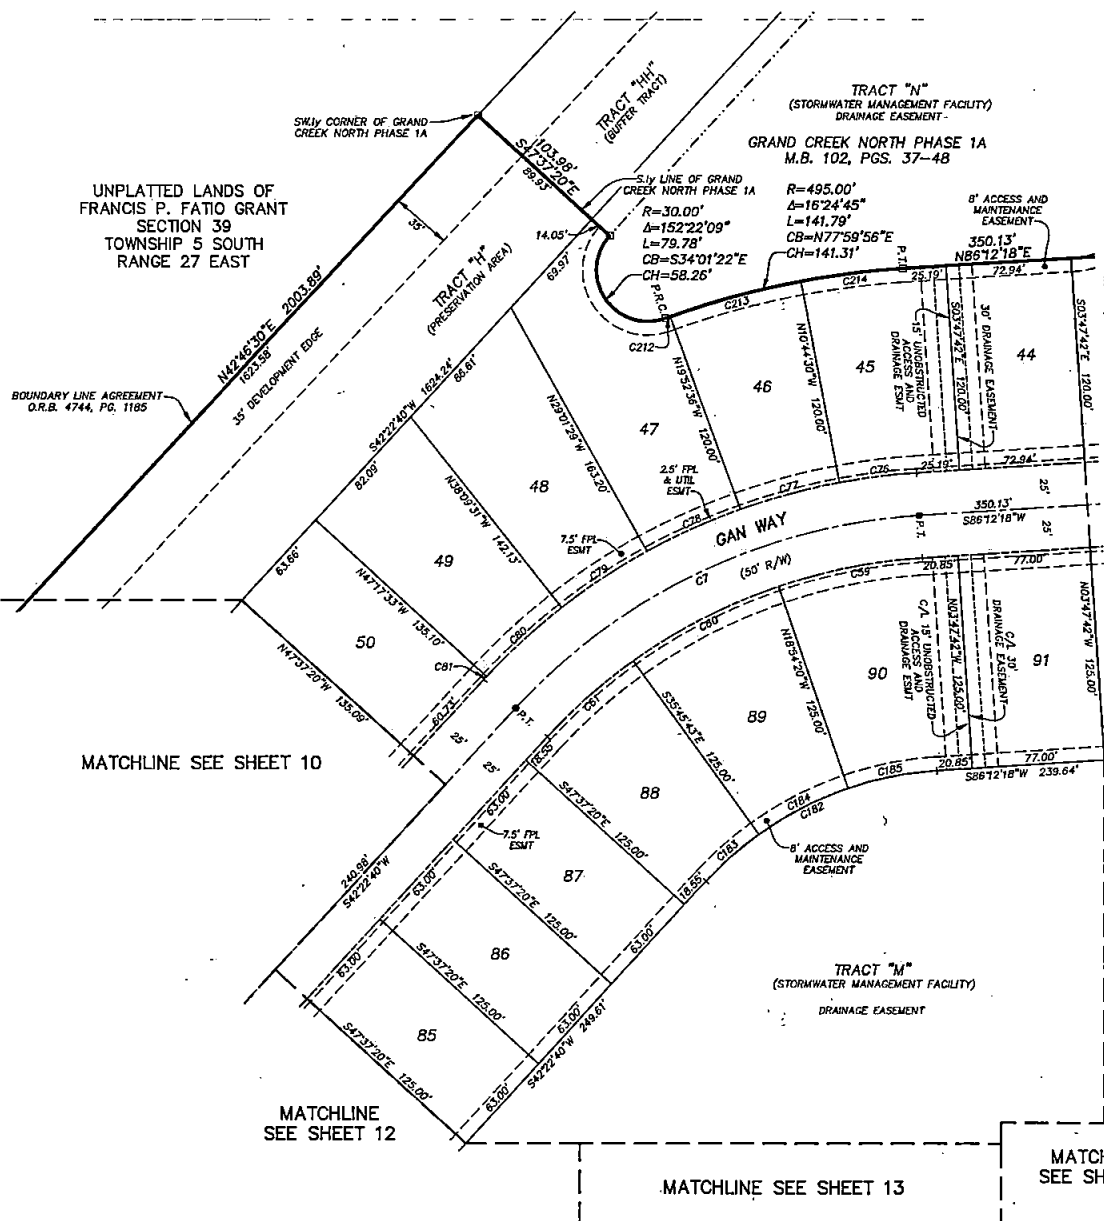 TRACT "HH"
(BUFFER TRACT)
TRACT "N"
(STORMWATER MANAGEMENT FACILITY)
DRAINAGE EASEMENT
SW.ly CORNER OF GRAND
CREEK NORTH PHASE 1A
103.98'
S47°37'20"E
89.93'
S.ly LINE OF GRAND
CREEK NORTH PHASE 1A
GRAND CREEK NORTH PHASE 1A
M.B. 102, PGS. 37-48
UNPLATTED LANDS OF
FRANCIS P. FATIO GRANT
SECTION 39
TOWNSHIP 5 SOUTH
RANGE 27 EAST
35'
14.05'
69.97'
R=30.00'
Δ=152°22'09"
L=79.78'
CB=S34°01'22"E
CH=58.26'
R=495.00'
Δ=16°24'45"
L=141.79'
CB=N77°59'56"E
CH=141.31'
8' ACCESS AND
MAINTENANCE
EASEMENT
350.13'
N86°12'18"E
P.T.
25.19'
72.94'
C214
C213
P.R.C.
C212
TRACT "H"
(PRESERVATION AREA)
N42°46'30"E 2003.89'
1623.58'
35' DEVELOPMENT EDGE
BOUNDARY LINE AGREEMENT
O.R.B. 4744, PG. 1185
S42°22'40"W 1624.24'
66.61'
82.09'
63.66'
N19°52'36"W 120.00'
N10°44'30"W 120.00'
15' UNOBSTRUCTED
ACCESS AND
DRAINAGE ESMT
S03°47'42"E 120.00'
30' DRAINAGE EASEMENT
S03°47'42"E 120.00'
44
45
46
47
48
49
50
N29°01'29"W 163.20'
N38°09'31"W 142.13'
N47°17'33"W 135.10'
N47°37'20"W 135.09'
2.5' FPL
& UTIL
ESMT
7.5' FPL
ESMT
C76
C77
C78
C79
C80
C81
25.19'
72.94'
60.73'
25'
25'
GAN WAY
(50' R/W)
C7
P.T.
350.13'
S86°12'18"W
25'
25'
P.T.
MATCHLINE SEE SHEET 10
C59
C60
C61
20.85'
77.00'
18.55'
N18°54'20"W 125.00'
S35°45'43"E 125.00'
C/L 15' UNOBSTRUCTED
ACCESS AND
DRAINAGE ESMT
N03°47'42"W 125.00'
C/L 30'
DRAINAGE EASEMENT
N03°47'42"W 125.00'
91
90
89
88
87
86
85
20.85'
77.00'
S86°12'18"W 239.64'
C185
C184
C182
C183
18.55'
8' ACCESS AND
MAINTENANCE
EASEMENT
7.5' FPL
ESMT
63.00'
63.00'
63.00'
S47°37'20"E 125.00'
S47°37'20"E 125.00'
S47°37'20"E 125.00'
S47°37'20"E 125.00'
240.98'
S42°22'40"W
63.00'
63.00'
63.00'
S42°22'40"W 249.61'
TRACT "M"
(STORMWATER MANAGEMENT FACILITY)
DRAINAGE EASEMENT
MATCHLINE
SEE SHEET 12
MATCHLINE SEE SHEET 13
MATCH
SEE SH